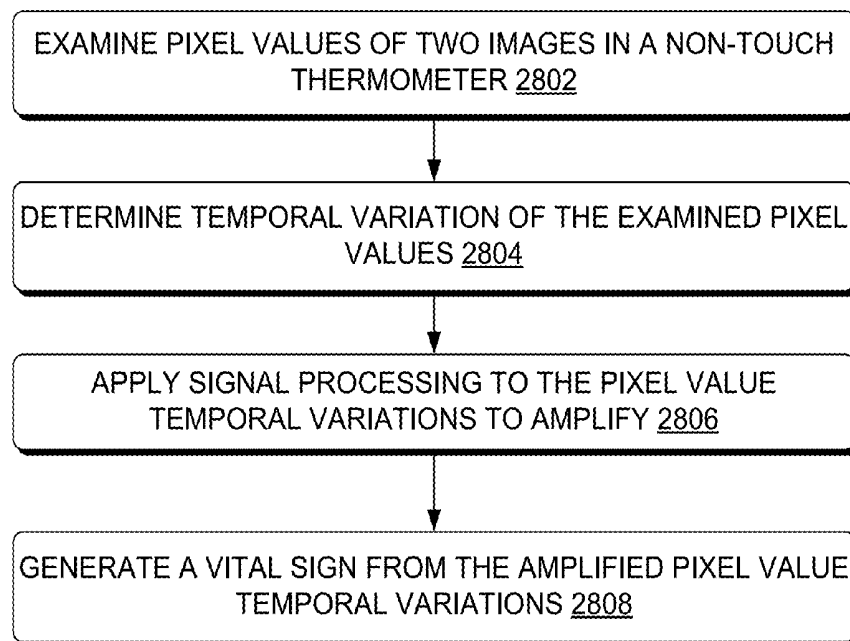 EXAMINE PIXEL VALUES OF TWO IMAGES IN A NON-TOUCH
THERMOMETER 2802
DETERMINE TEMPORAL VARIATION OF THE EXAMINED PIXEL
VALUES 2804
APPLY SIGNAL PROCESSING TO THE PIXEL VALUE
TEMPORAL VARIATIONS TO AMPLIFY 2806
GENERATE A VITAL SIGN FROM THE AMPLIFIED PIXEL VALUE
TEMPORAL VARIATIONS 2808